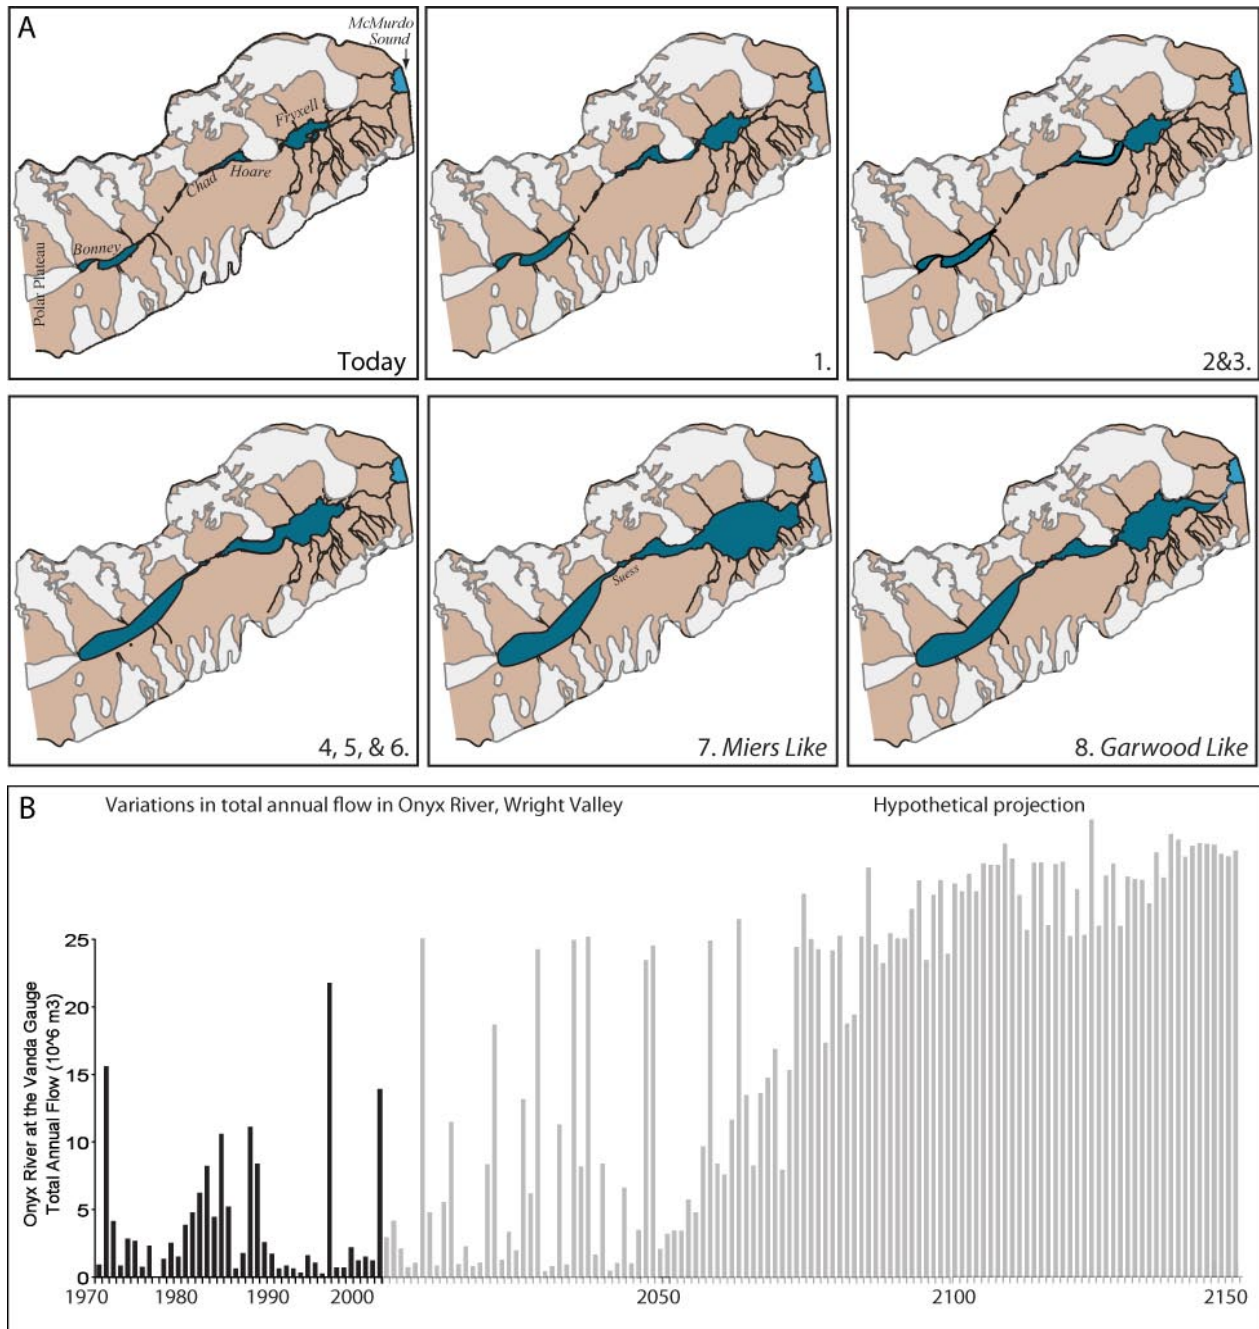 A
McMurdo
Sound
Fryxell
Hoare
Chad
Bonney
Polar Plateau
Today
1.
2&3.
4, 5, & 6.
Suess
7. Miers Like
8. Garwood Like
B
Variations in total annual flow in Onyx River, Wright Valley
Hypothetical projection
Onyx River at the Vanda Gauge
Total Annual Flow (10^6 m3)
25
20
15
10
5
0
1970
1980
1990
2000
2050
2100
2150